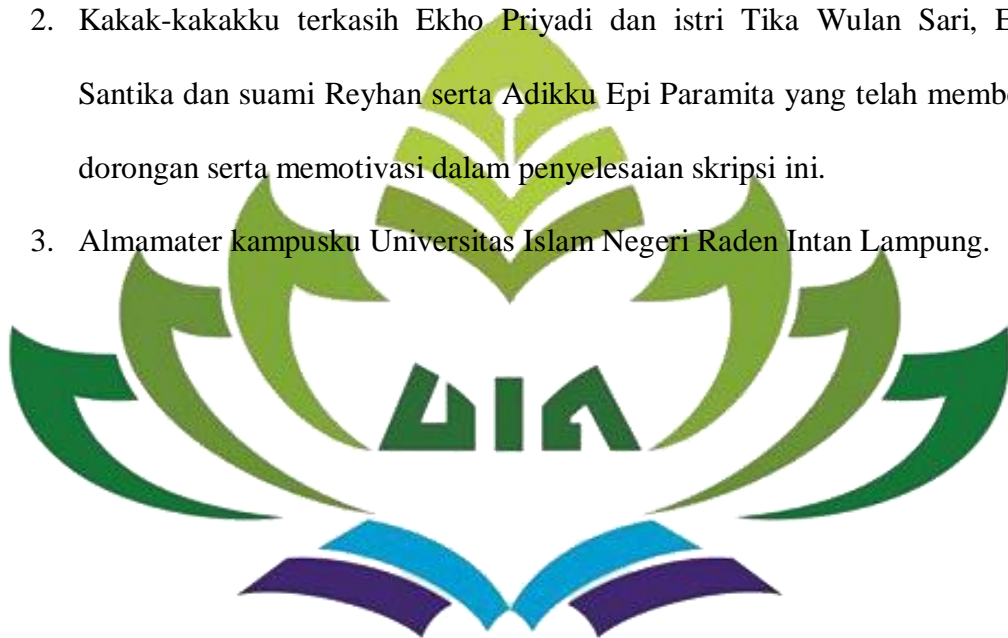 2. Kakak-kakakku terkasih Ekho Priyadi dan istri Tika Wulan Sari,
Santika dan suami Reyhan serta Adikku Epi Paramita yang telah
dorongan serta memotivasi dalam penyelesaian skripsi ini.
3. Almamater kampusku Universitas Islam Negeri Raden Intan Lampung.
UIN